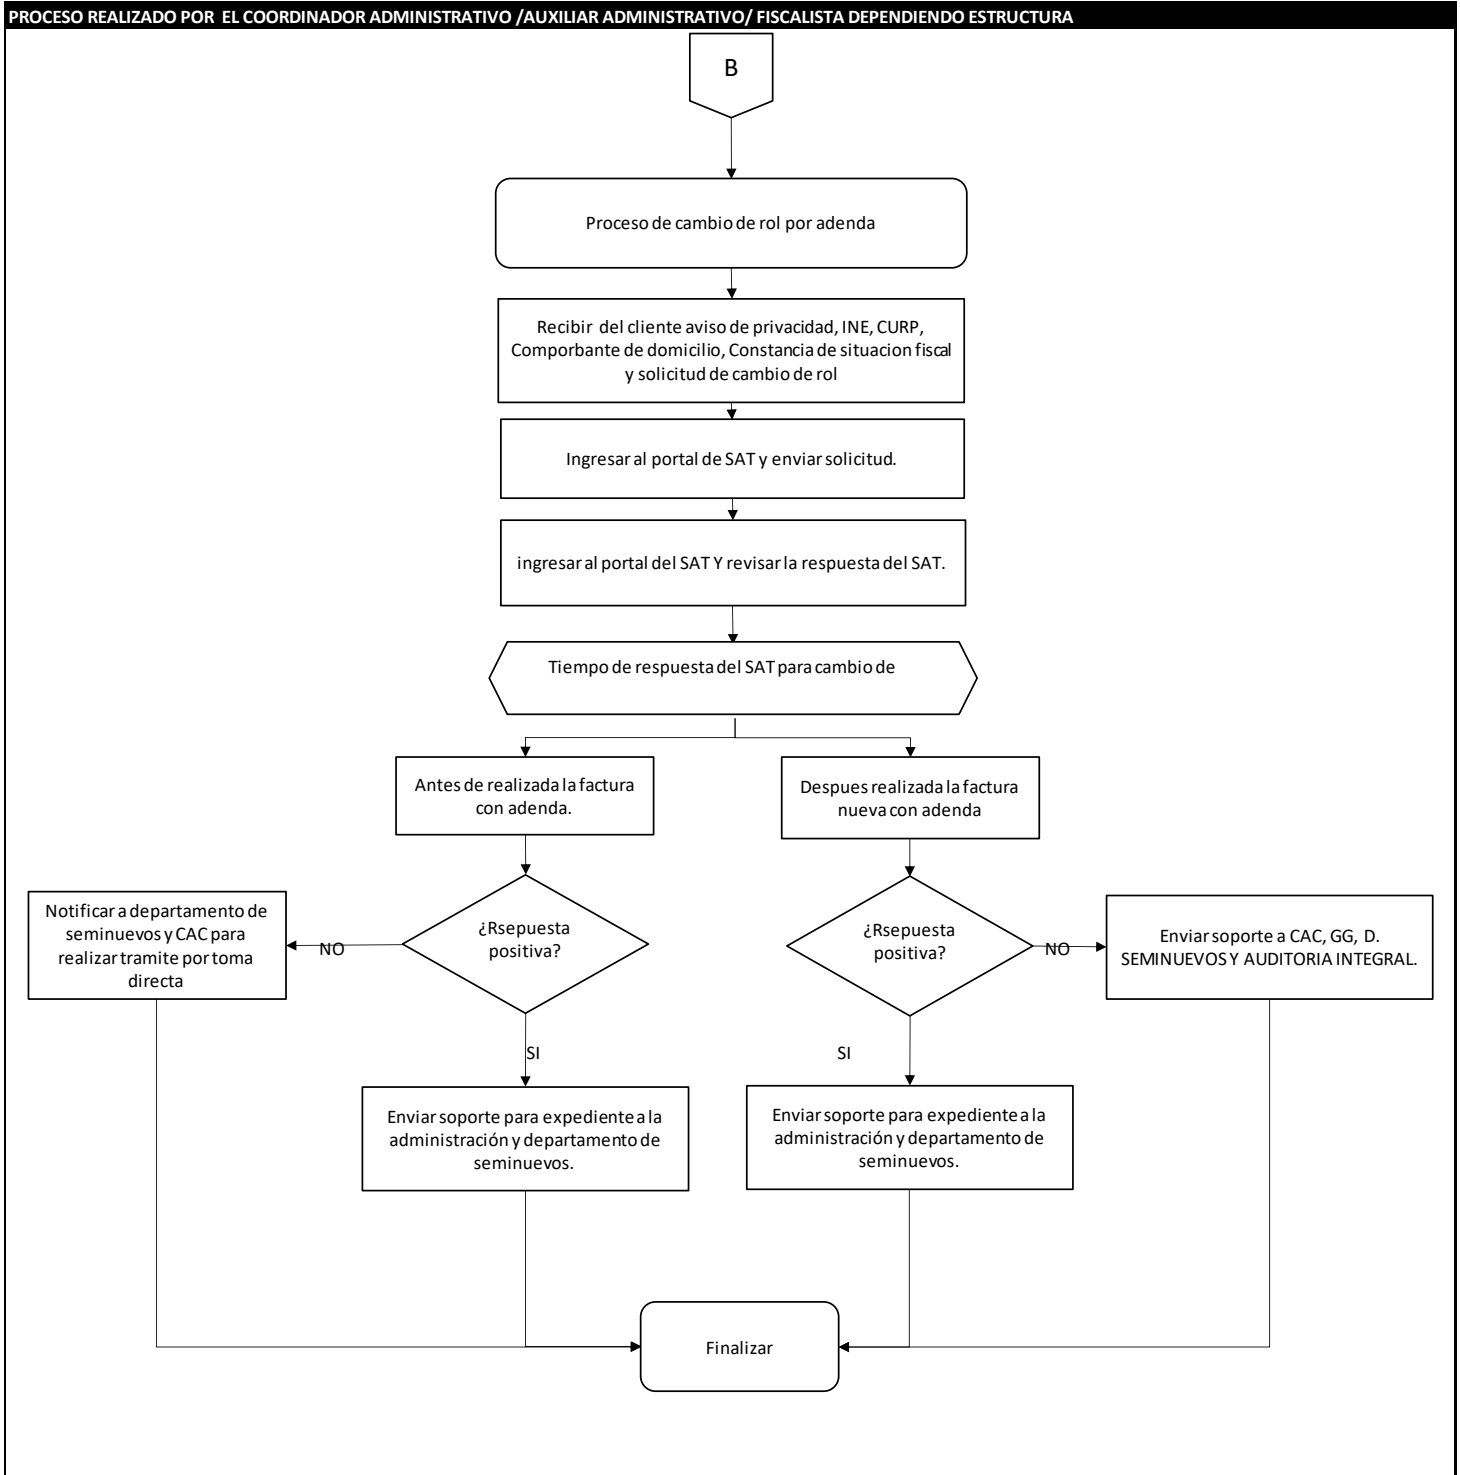 PROCESO REALIZADO POR EL COORDINADOR ADMINISTRATIVO /AUXILIAR ADMINISTRATIVO/ FISCALISTA DEPENDIENDO ESTRUCTURA
B
Proceso de cambio de rol por adenda
Recibir del cliente aviso de privacidad, INE, CURP,
Comporbante de domicilio, Constancia de situacion fiscal
y solicitud de cambio de rol
Ingresar al portal de SAT y enviar solicitud.
ingresar al portal del SAT Y revisar la respuesta del SAT.
Tiempo de respuesta del SAT para cambio de
Antes de realizada la factura
con adenda.
Despues realizada la factura
nueva con adenda
Notificar a departamento de
seminuevos y CAC para
realizar tramite por toma
directa
NO
¿Rsepuesta
positiva?
¿Rsepuesta
positiva?
NO
Enviar soporte a CAC, GG, D.
SEMINUEVOS Y AUDITORIA INTEGRAL.
SI
SI
Enviar soporte para expediente a la
administración y departamento de
seminuevos.
Enviar soporte para expediente a la
administración y departamento de
seminuevos.
Finalizar